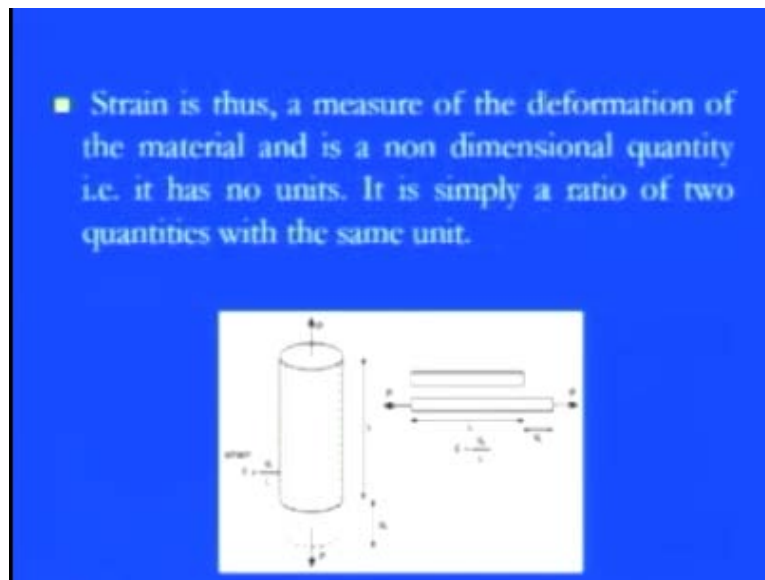 Strain is thus, a measure of the deformation of
the material and is a non dimensional quantity
i.e. it has no units. It is simply a ratio of two
quantities with the same unit.
P
P
P
L
L
P